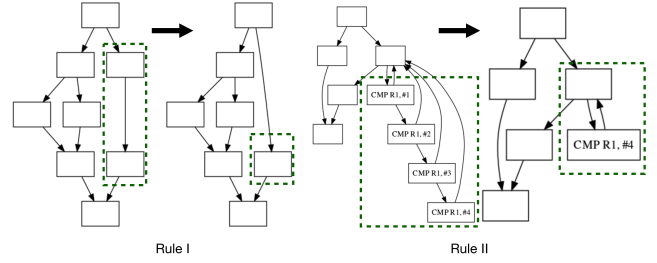 CMP R1, #1
CMP R1, #2
CMP R1, #3
CMP R1, #4
CMP R1, #4
Rule I
Rule II